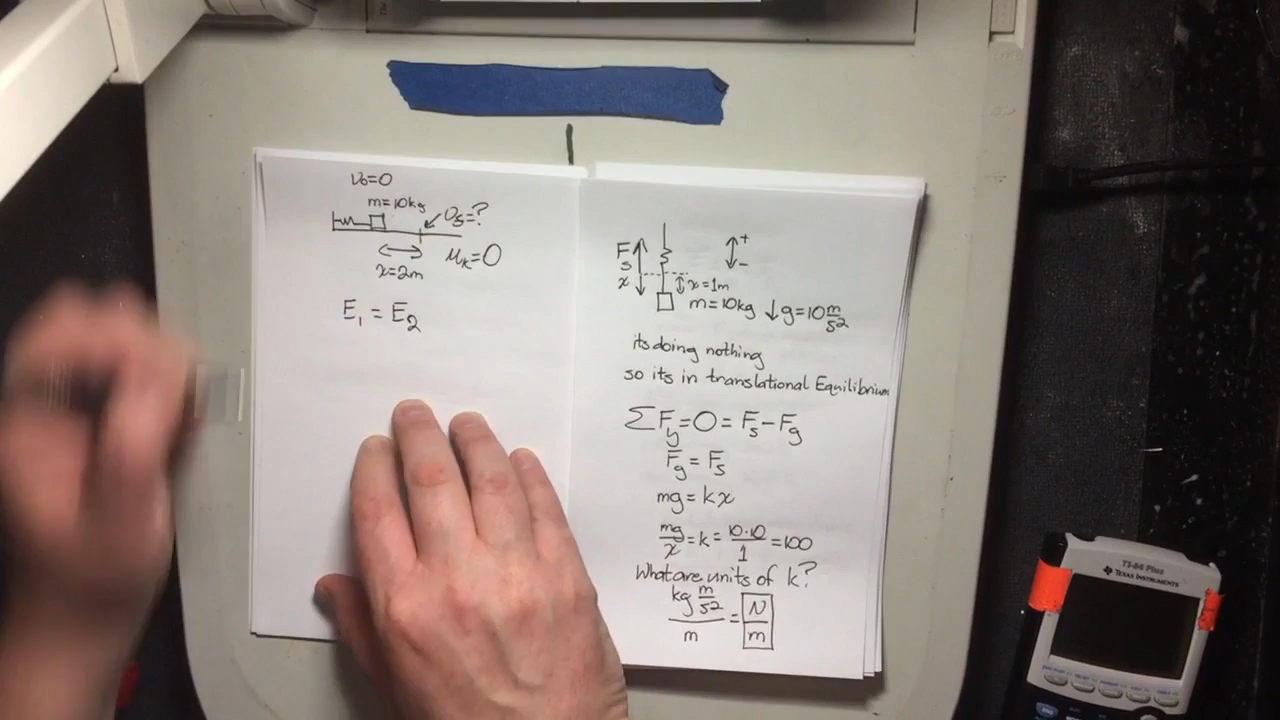 v₀=0
m=10kg
v_s=?
x=2m
μ_k=0
E₁ = E₂
F_s
x
+
-
x=1m
m=10kg ↓g=10 m/s²
its doing nothing
so its in translational Equilibrium
ΣF_y=0=F_s-F_g
F_g=F_s
mg=kx
mg/x=k=10·10/1=100
What are units of k?
kg m/s² / m = N/m
TI-84 Plus
TEXAS INSTRUMENTS